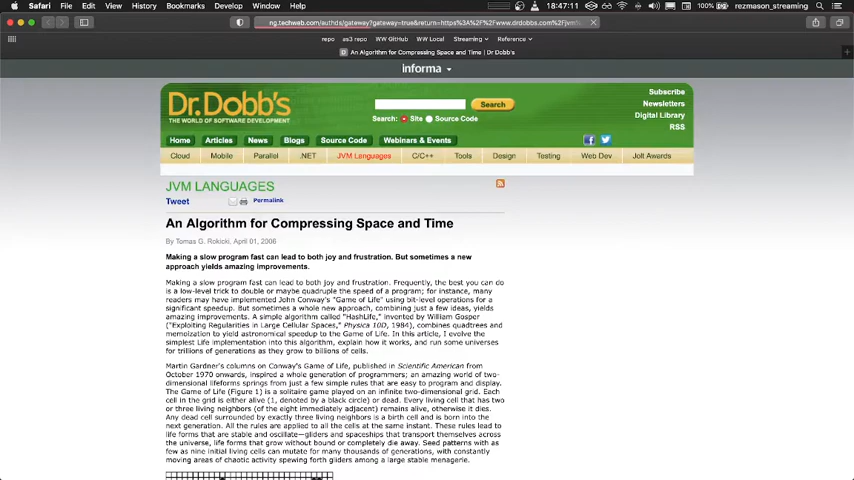 Safari File Edit View History Bookmarks Develop Window Help 18:47:11 100% rezmason_streaming
ng.techweb.com/authds/gateway?gateway=true&return=https%3A%2F%2Fwww.drdobbs.com%2Fjvm
repo as3 repo WW GitHub WW Local Streaming Reference
An Algorithm for Compressing Space and Time | Dr Dobb's
informa
Dr.Dobb's
THE WORLD OF SOFTWARE DEVELOPMENT
Search
Search: Site Source Code
Subscribe
Newsletters
Digital Library
RSS
Home Articles News Blogs Source Code Webinars & Events
Cloud Mobile Parallel .NET JVM Languages C/C++ Tools Design Testing Web Dev Jolt Awards
JVM LANGUAGES
Tweet Permalink
An Algorithm for Compressing Space and Time
By Tomas G. Rokicki, April 01, 2006
Making a slow program fast can lead to both joy and frustration. But sometimes a new
approach yields amazing improvements.
Making a slow program fast can lead to both joy and frustration. Frequently, the best you can do
is a low-level trick to double or maybe quadruple the speed of a program; for instance, many
readers may have implemented John Conway's "Game of Life" using bit-level operations for a
significant speedup. But sometimes a whole new approach, combining just a few ideas, yields
amazing improvements. A simple algorithm called "HashLife," invented by William Gosper
("Exploiting Regularities in Large Cellular Spaces," Physica 10D, 1984), combines quadtrees and
memoization to yield astronomical speedup to the Game of Life. In this article, I evolve the
simplest Life implementation into this algorithm, explain how it works, and run some universes
for trillions of generations as they grow to billions of cells.
Martin Gardner's columns on Conway's Game of Life, published in Scientific American from
October 1970 onwards, inspired a whole generation of programmers; an amazing world of two-
dimensional lifeforms springs from just a few simple rules that are easy to program and display.
The Game of Life (Figure 1) is a solitaire game played on an infinite two-dimensional grid. Each
cell in the grid is either alive (1, denoted by a black circle) or dead. Every living cell that has two
or three living neighbors (of the eight immediately adjacent) remains alive, otherwise it dies.
Any dead cell surrounded by exactly three living neighbors is a birth cell and is born into the
next generation. All the rules are applied to all the cells at the same instant. These rules lead to
life forms that are stable and oscillate—gliders and spaceships that transport themselves across
the universe, life forms that grow without bound or completely die away. Seed patterns with as
few as nine initial living cells can mutate for many thousands of generations, with constantly
moving areas of chaotic activity spewing forth gliders among a large stable menagerie.